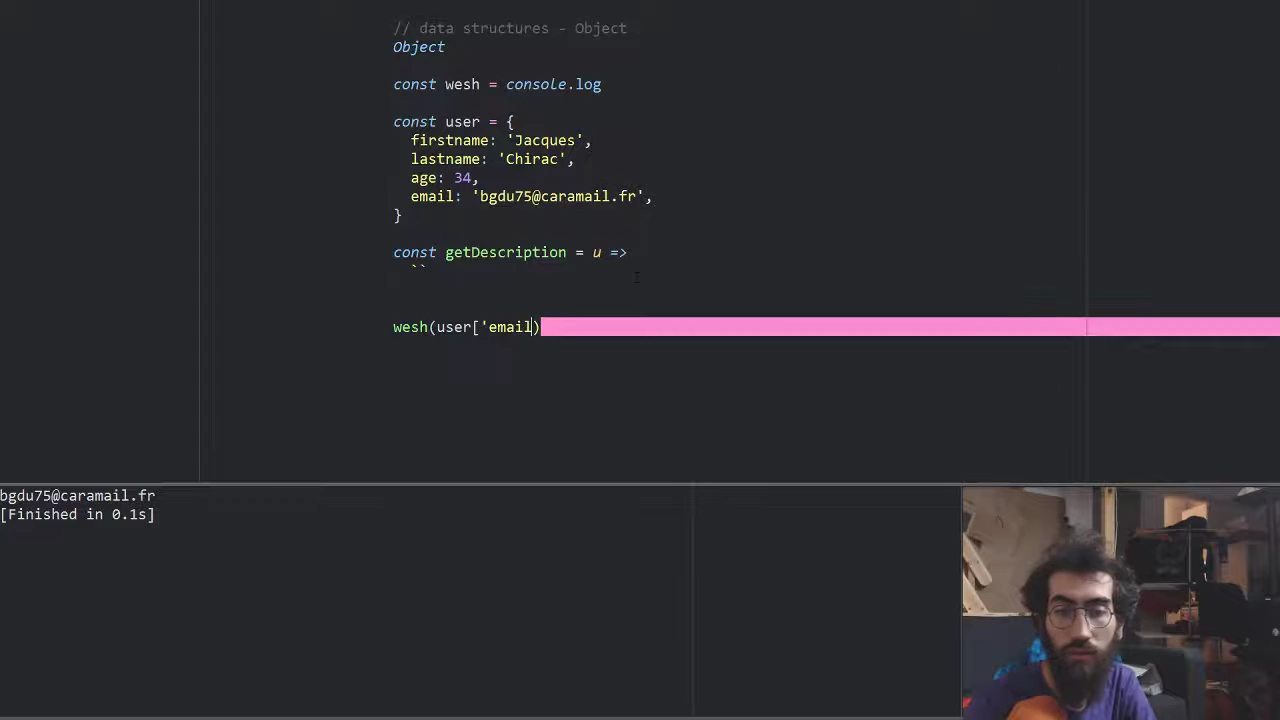 // data structures - Object
Object
const wesh = console.log
const user = {
firstname: 'Jacques',
lastname: 'Chirac',
age: 34,
email: 'bgdu75@caramail.fr',
}
const getDescription = u =>
``
wesh(user['email)
bgdu75@caramail.fr
[Finished in 0.1s]